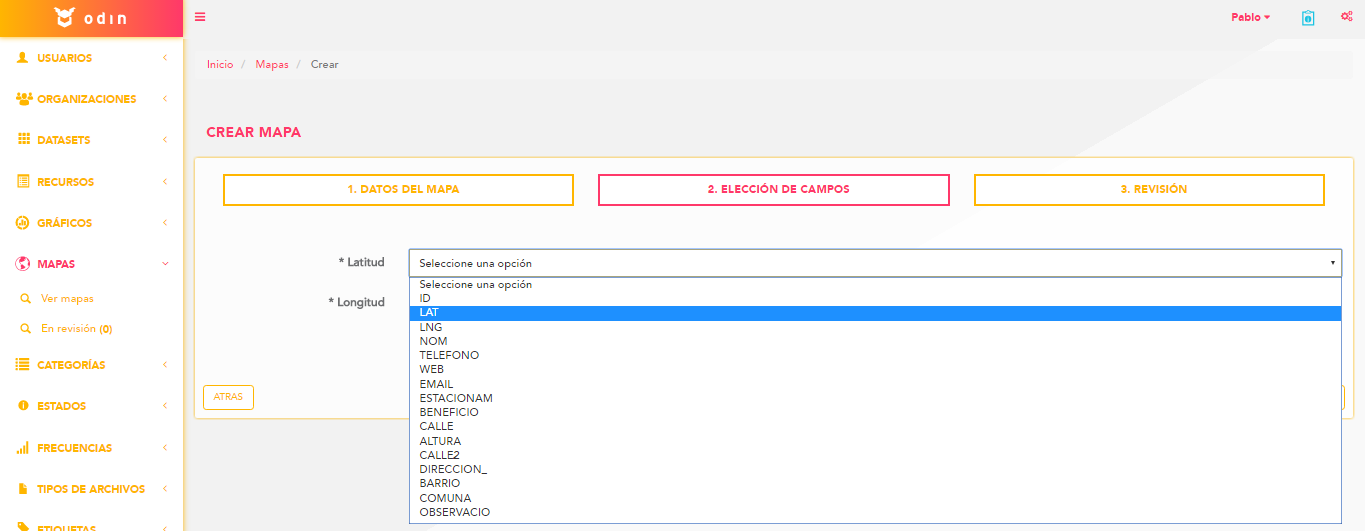 odin
Pablo
USUARIOS
ORGANIZACIONES
DATASETS
RECURSOS
GRÁFICOS
MAPAS
Ver mapas
En revisión (0)
CATEGORÍAS
ESTADOS
FRECUENCIAS
TIPOS DE ARCHIVOS
ETIQUETAS
Inicio / Mapas / Crear
CREAR MAPA
1. DATOS DEL MAPA
2. ELECCIÓN DE CAMPOS
3. REVISIÓN
* Latitud
Seleccione una opción
* Longitud
Seleccione una opción
ID
LAT
LNG
NOM
TELEFONO
WEB
EMAIL
ESTACIONAM
BENEFICIO
CALLE
ALTURA
CALLE2
DIRECCION_
BARRIO
COMUNA
OBSERVACIO
ATRAS